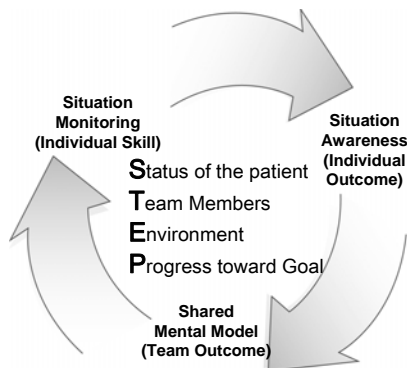 Situation
Monitoring
(Individual Skill)
Situation
Awareness
(Individual
Outcome)
Status of the patient
Team Members
Environment
Progress toward Goal
Shared
Mental Model
(Team Outcome)